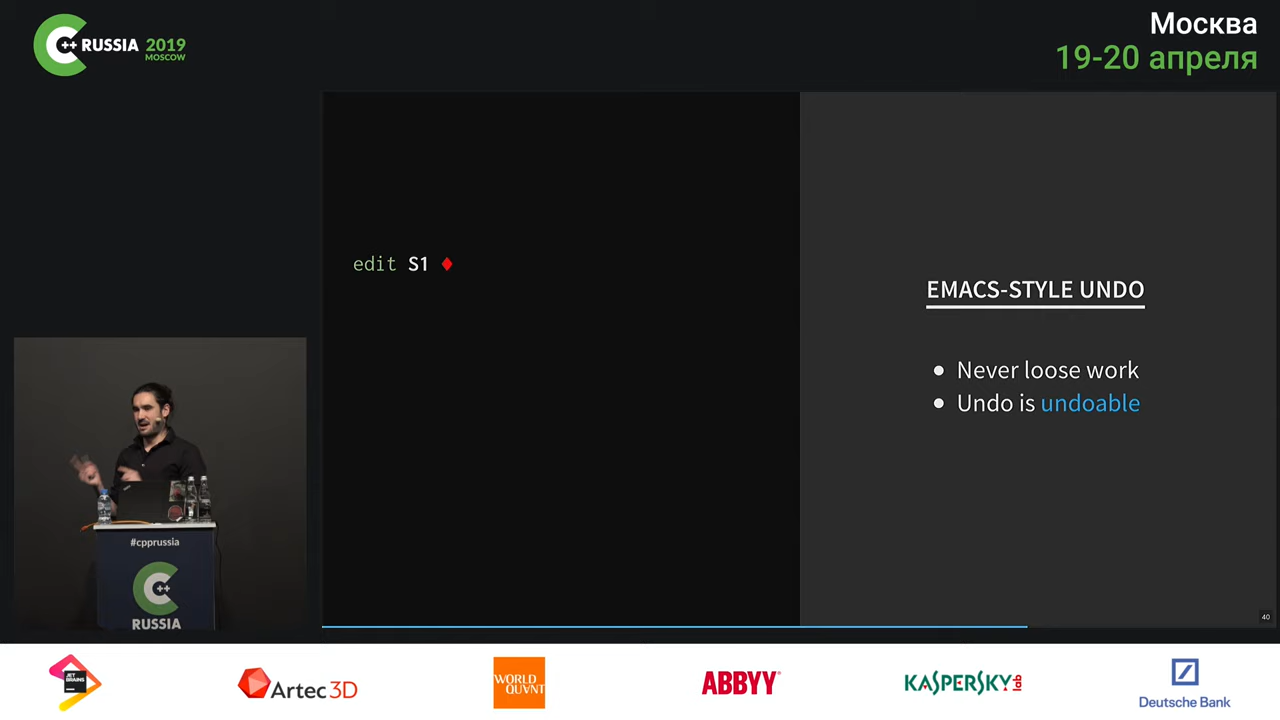 C++ RUSSIA 2019
MOSCOW
Москва
19-20 апреля
edit S1
EMACS-STYLE UNDO
Never loose work
Undo is undoable
40
#cpprussia
C++
RUSSIA
JET
BRAINS
Artec 3D
WORLD
QUANT
ABBYY®
KASPERSKY lab
Deutsche Bank